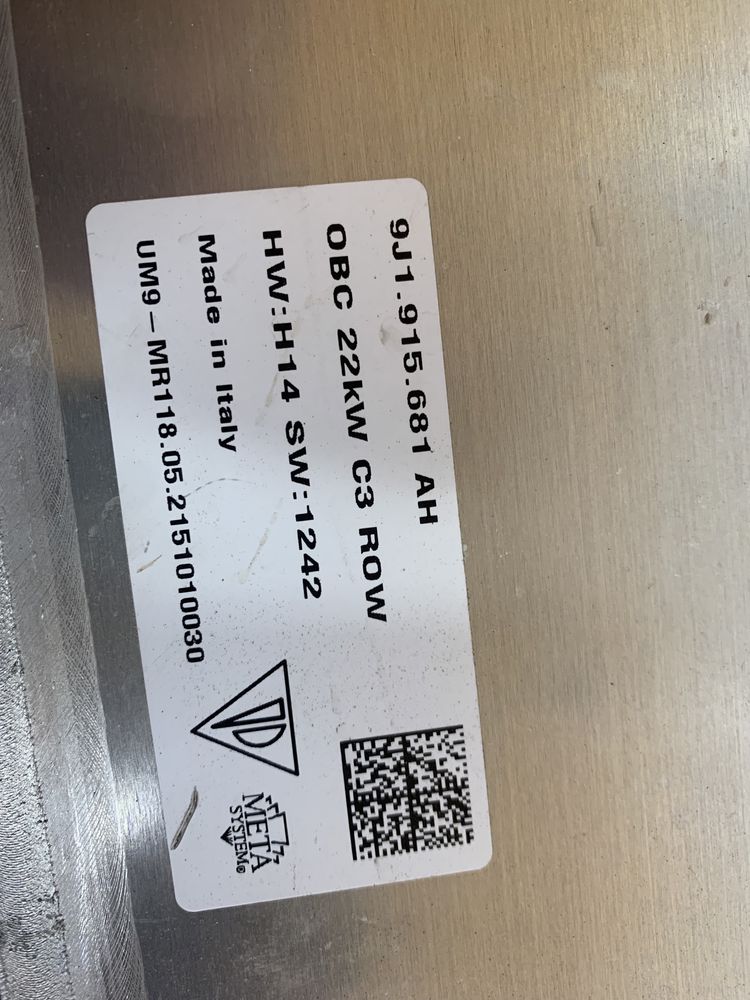 9J1.915.681 AH
OBC 22kW C3 ROW
HW:H14 SW:1242
Made in Italy
UM9-MR118.05.2151010030
META
SYSTEM®